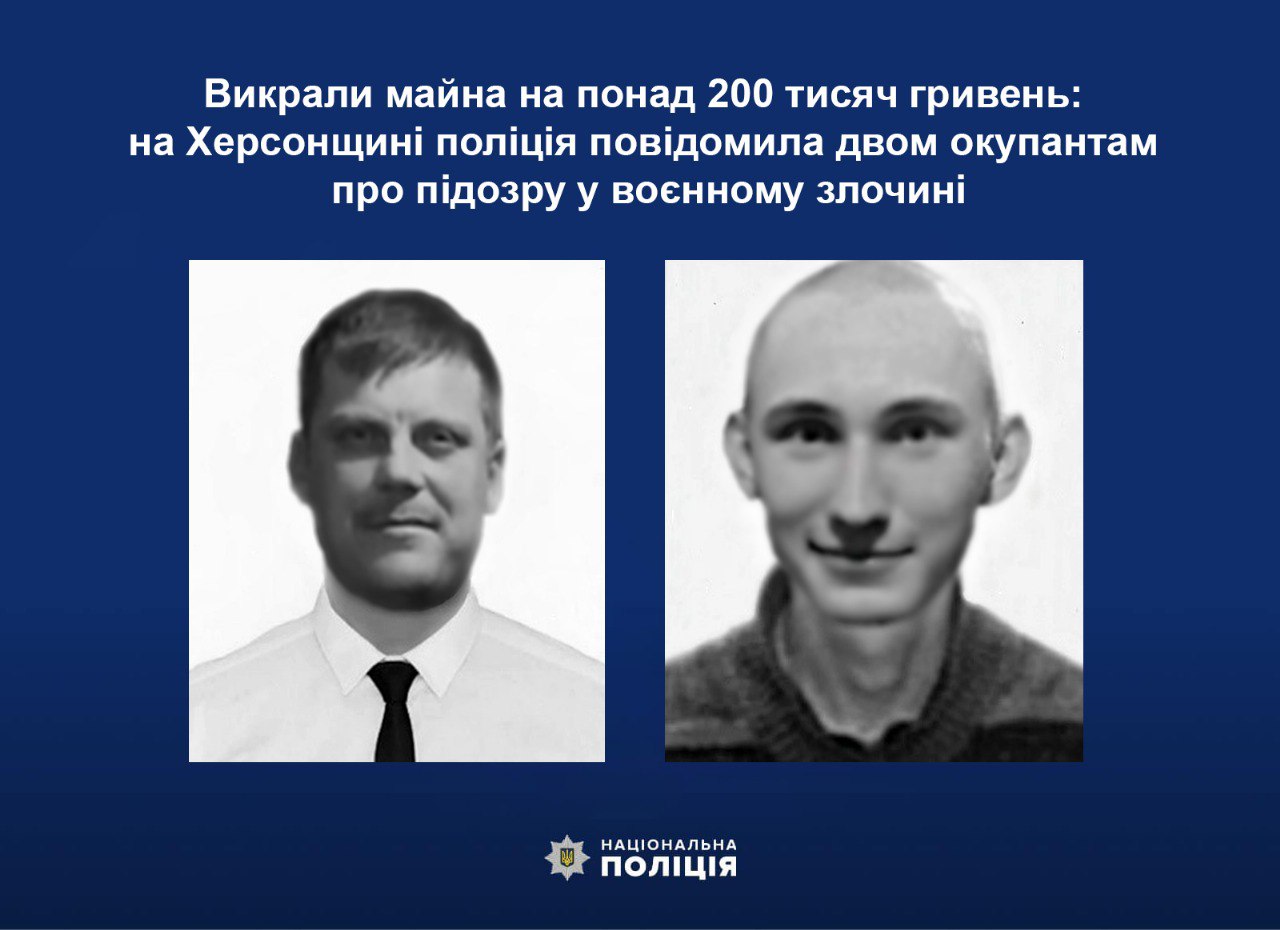 Викрали майна на понад 200 тисяч гривень:
на Херсонщині поліція повідомила двом окупантам
про підозру у воєнному злочині
НАЦІОНАЛЬНА
ПОЛІЦІЯ